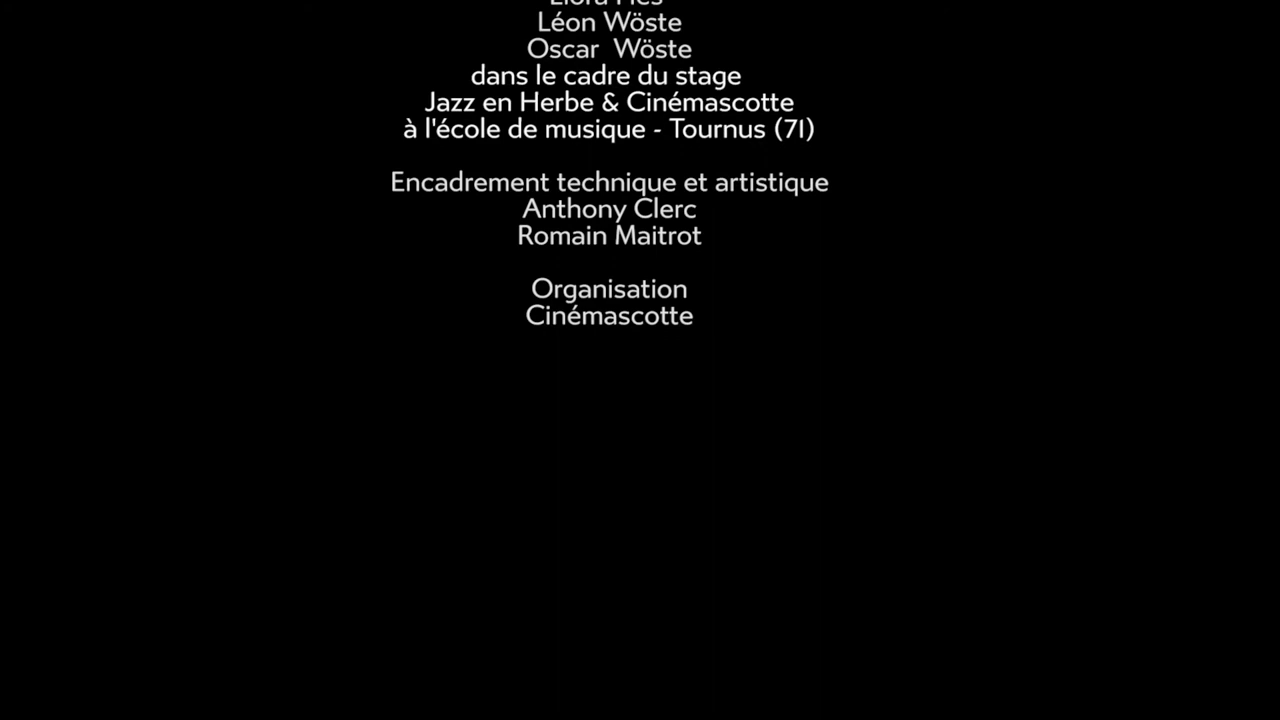 Léon Wöste
Oscar Wöste
dans le cadre du stage
Jazz en Herbe & Cinémascotte
à l'école de musique - Tournus (71)
Encadrement technique et artistique
Anthony Clerc
Romain Maitrot
Organisation
Cinémascotte